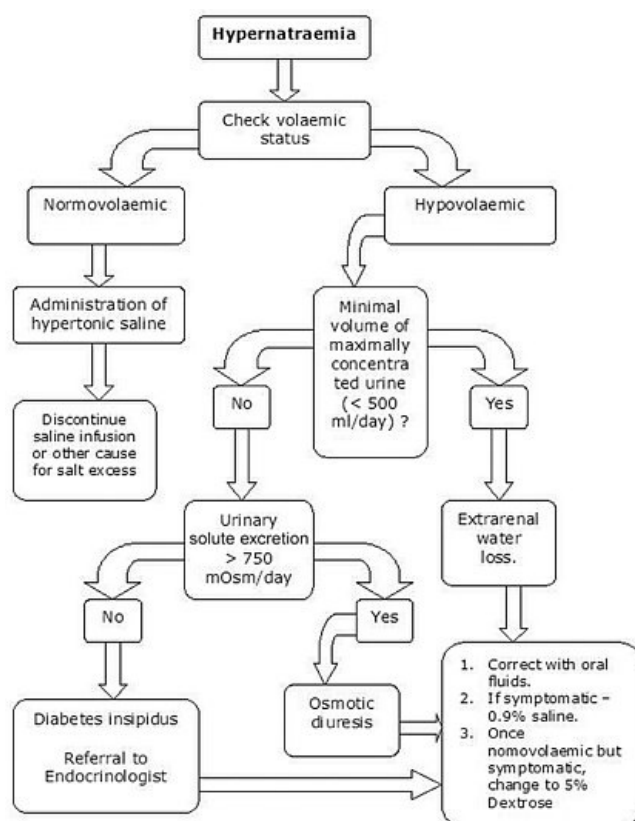 Hypernatraemia
Check volaemic
status
Normovolaemic
Hypovolaemic
Administration of
hypertonic saline
Minimal
volume of
maximally
concentra
ted urine
(< 500
ml/day) ?
Discontinue
saline infusion
or other cause
for salt excess
No
Yes
Urinary
solute excretion
> 750
mOsm/day
Extrarenal
water
loss.
No
Yes
Diabetes insipidus
Referral to
Endocrinologist
Osmotic
diuresis
1. Correct with oral
fluids.
2. If symptomatic –
0.9% saline.
3. Once
nomovolaemic but
symptomatic,
change to 5%
Dextrose